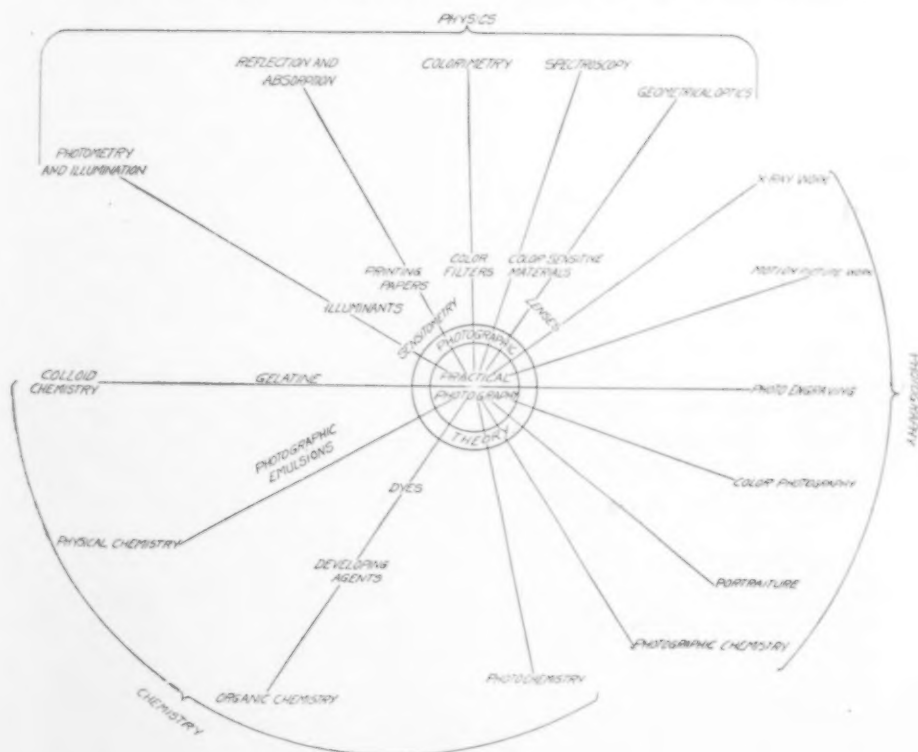 PHYSICS
REFLECTION AND
ABSORPTION
COLORIMETRY
SPECTROSCOPY
GEOMETRICAL OPTICS
PHOTOMETRY
AND ILLUMINATION
X-RAY WORK
MOTION PICTURE WORK
PRINTING
PAPERS
COLOR
FILTERS
COLOR SENSITIVE
MATERIALS
ILLUMINANTS
SENSITOMETRY
LENSES
PHOTOGRAPHIC
THEORY
PRACTICAL
PHOTOGRAPHY
COLLOID
CHEMISTRY
GELATINE
PHOTO ENGRAVING
PHOTOGRAPHY
PHOTOGRAPHIC
EMULSIONS
COLOR PHOTOGRAPHY
DYES
PHYSICAL CHEMISTRY
DEVELOPING
AGENTS
PORTRAITURE
PHOTOGRAPHIC CHEMISTRY
PHOTOCHEMISTRY
ORGANIC CHEMISTRY
CHEMISTRY